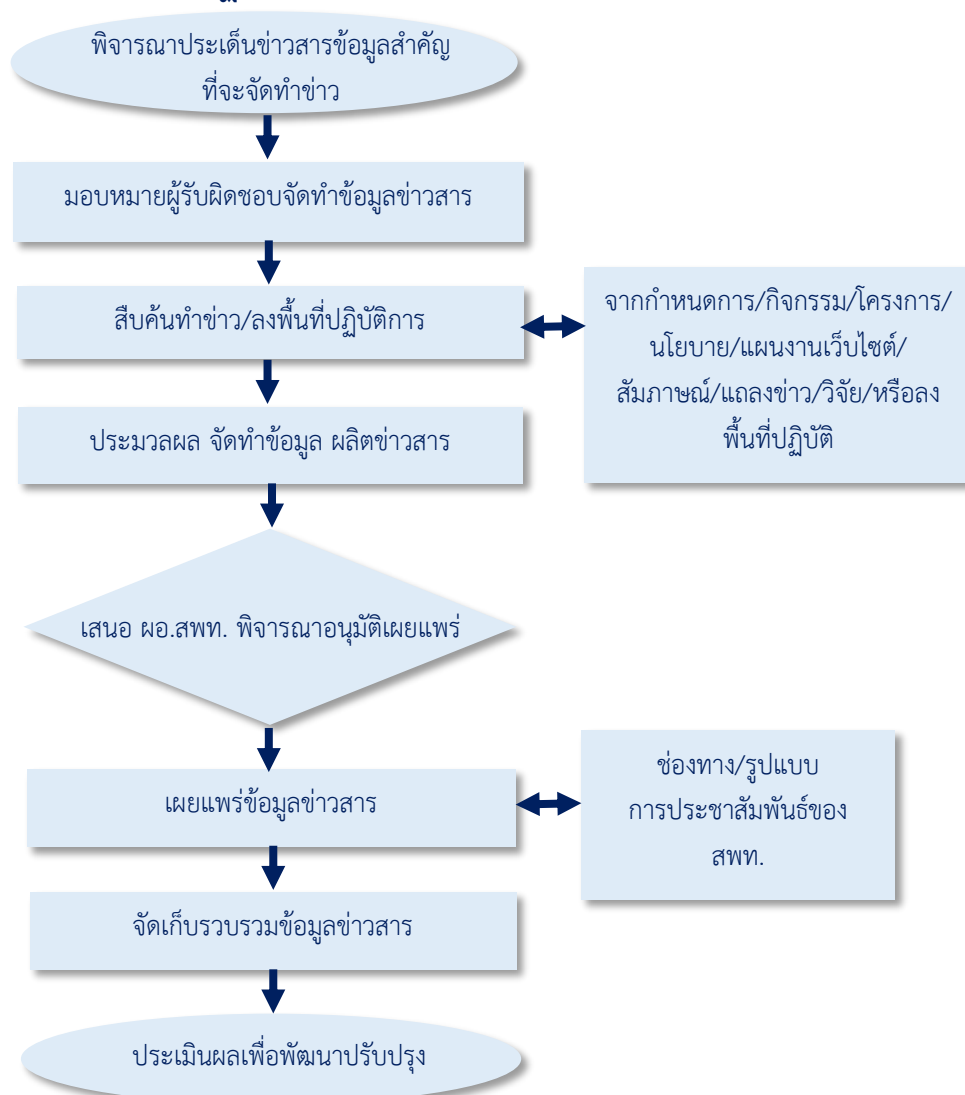 พิจารณาประเด็นข่าวสารข้อมูลสำคัญ
ที่จะจัดทำข่าว
มอบหมายผู้รับผิดชอบจัดทำข้อมูลข่าวสาร
สืบค้นทำข่าว/ลงพื้นที่ปฏิบัติการ
จากกำหนดการ/กิจกรรม/โครงการ/
นโยบาย/แผนงานเว็บไซต์/
สัมภาษณ์/แถลงข่าว/วิจัย/หรือลง
พื้นที่ปฏิบัติ
ประมวลผล จัดทำข้อมูล ผลิตข่าวสาร
เสนอ ผอ.สพท. พิจารณาอนุมัติเผยแพร่
เผยแพร่ข้อมูลข่าวสาร
ช่องทาง/รูปแบบ
การประชาสัมพันธ์ของ
สพท.
จัดเก็บรวบรวมข้อมูลข่าวสาร
ประเมินผลเพื่อพัฒนาปรับปรุง